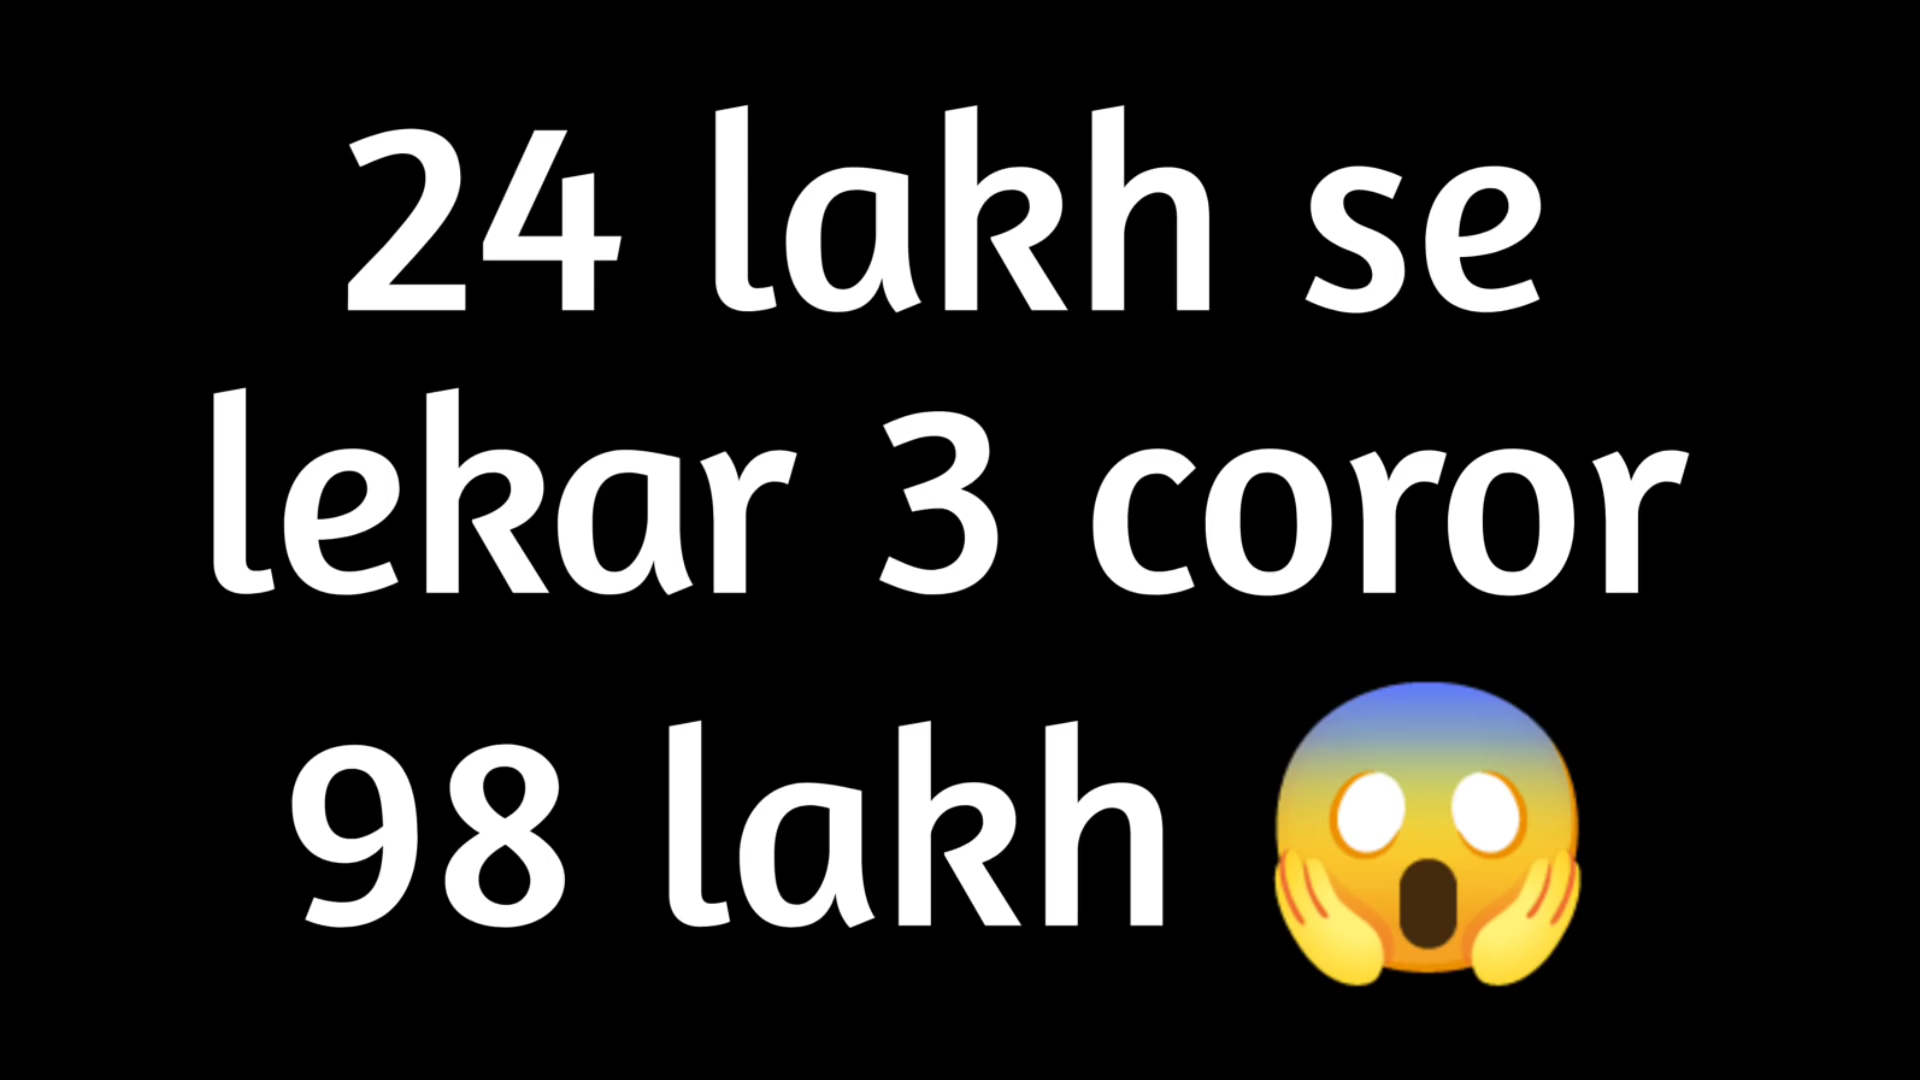 24 lakh se
lekar 3 coror
98 lakh 😱